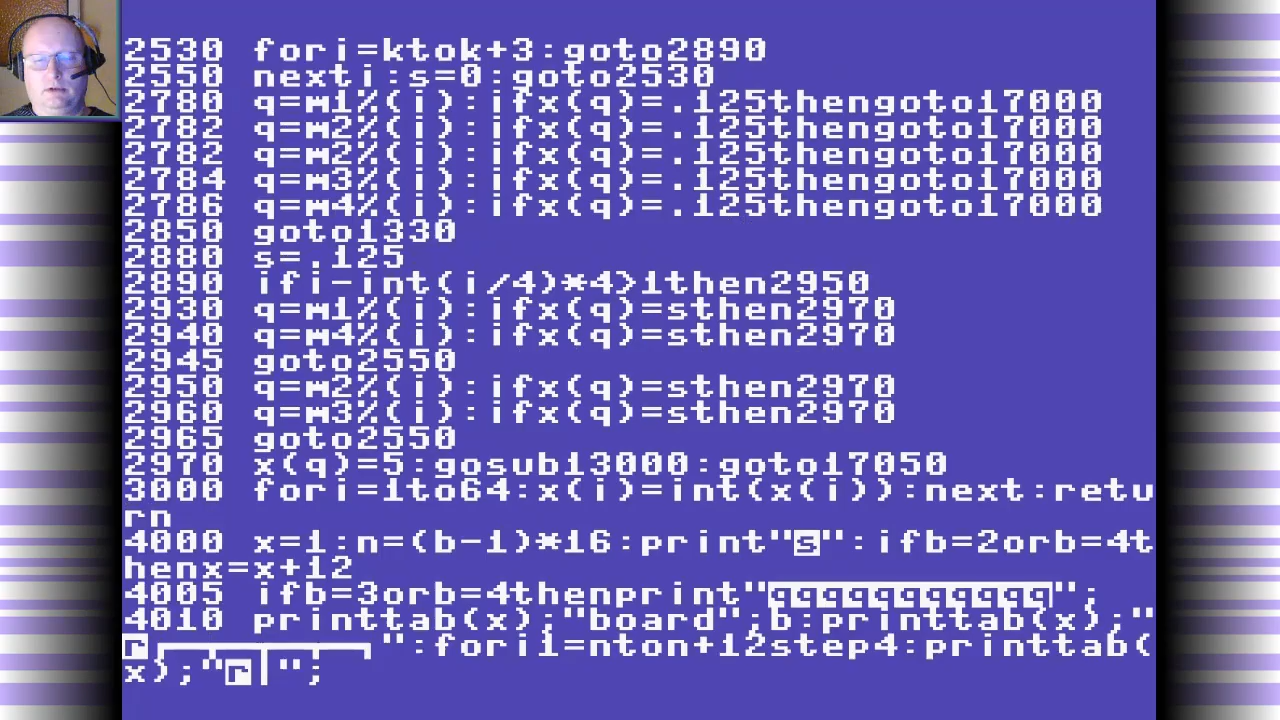 2530 fori=ktok+3:goto2890
2550 nexti:s=0:goto2530
2780 q=m1%(i):ifx(q)=.125thengoto17000
2782 q=m2%(i):ifx(q)=.125thengoto17000
2782 q=m2%(i):ifx(q)=.125thengoto17000
2784 q=m3%(i):ifx(q)=.125thengoto17000
2786 q=m4%(i):ifx(q)=.125thengoto17000
2850 goto1330
2880 s=.125
2890 ifi-int(i/4)*4>1then2950
2930 q=m1%(i):ifx(q)=sthen2970
2940 q=m4%(i):ifx(q)=sthen2970
2945 goto2550
2950 q=m2%(i):ifx(q)=sthen2970
2960 q=m3%(i):ifx(q)=sthen2970
2965 goto2550
2970 x(q)=5:gosub13000:goto17050
3000 fori=1to64:x(i)=int(x(i)):next:retu
rn
4000 x=1:n=(b-1)*16:print"s":ifb=2orb=4t
henx=x+12
4005 ifb=3orb=4thenprint"qqqqqqqqqqq";
4010 printtab(x);"board";b:printtab(x);"
r┌─┬─┬─┬─┐":fori1=nton+12step4:printtab(
x);"r│";